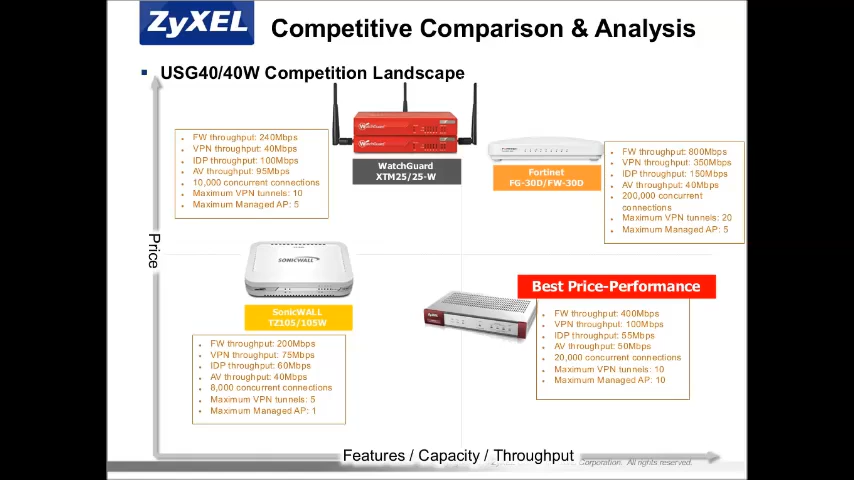 ZyXEL
Competitive Comparison & Analysis
USG40/40W Competition Landscape
FW throughput: 240Mbps
VPN throughput: 40Mbps
IDP throughput: 100Mbps
AV throughput: 95Mbps
10,000 concurrent connections
Maximum VPN tunnels: 10
Maximum Managed AP: 5
WatchGuard
XTM25/25-W
Fortinet
FG-30D/FW-30D
FW throughput: 800Mbps
VPN throughput: 350Mbps
IDP throughput: 150Mbps
AV throughput: 40Mbps
200,000 concurrent
connections
Maximum VPN tunnels: 20
Maximum Managed AP: 5
Price
SONICWALL
SonicWALL
TZ105/105W
FW throughput: 200Mbps
VPN throughput: 75Mbps
IDP throughput: 60Mbps
AV throughput: 40Mbps
8,000 concurrent connections
Maximum VPN tunnels: 5
Maximum Managed AP: 1
Best Price-Performance
FW throughput: 400Mbps
VPN throughput: 100Mbps
IDP throughput: 55Mbps
AV throughput: 50Mbps
20,000 concurrent connections
Maximum VPN tunnels: 10
Maximum Managed AP: 10
Features / Capacity / Throughput
Corporation. All rights reserved.